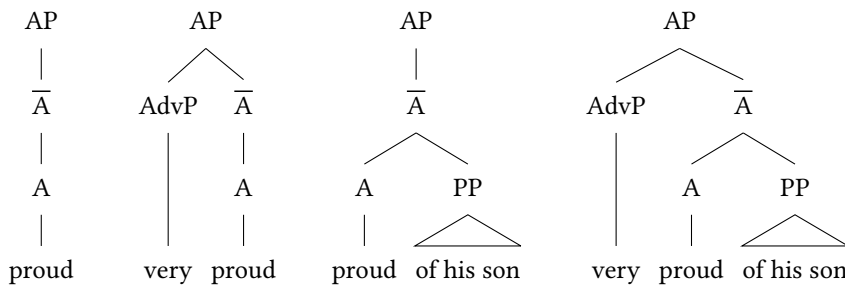 AP AP AP AP
A̅ AdvP A̅ A̅ AdvP A̅
A A A PP A PP
proud very proud proud of his son very proud of his son